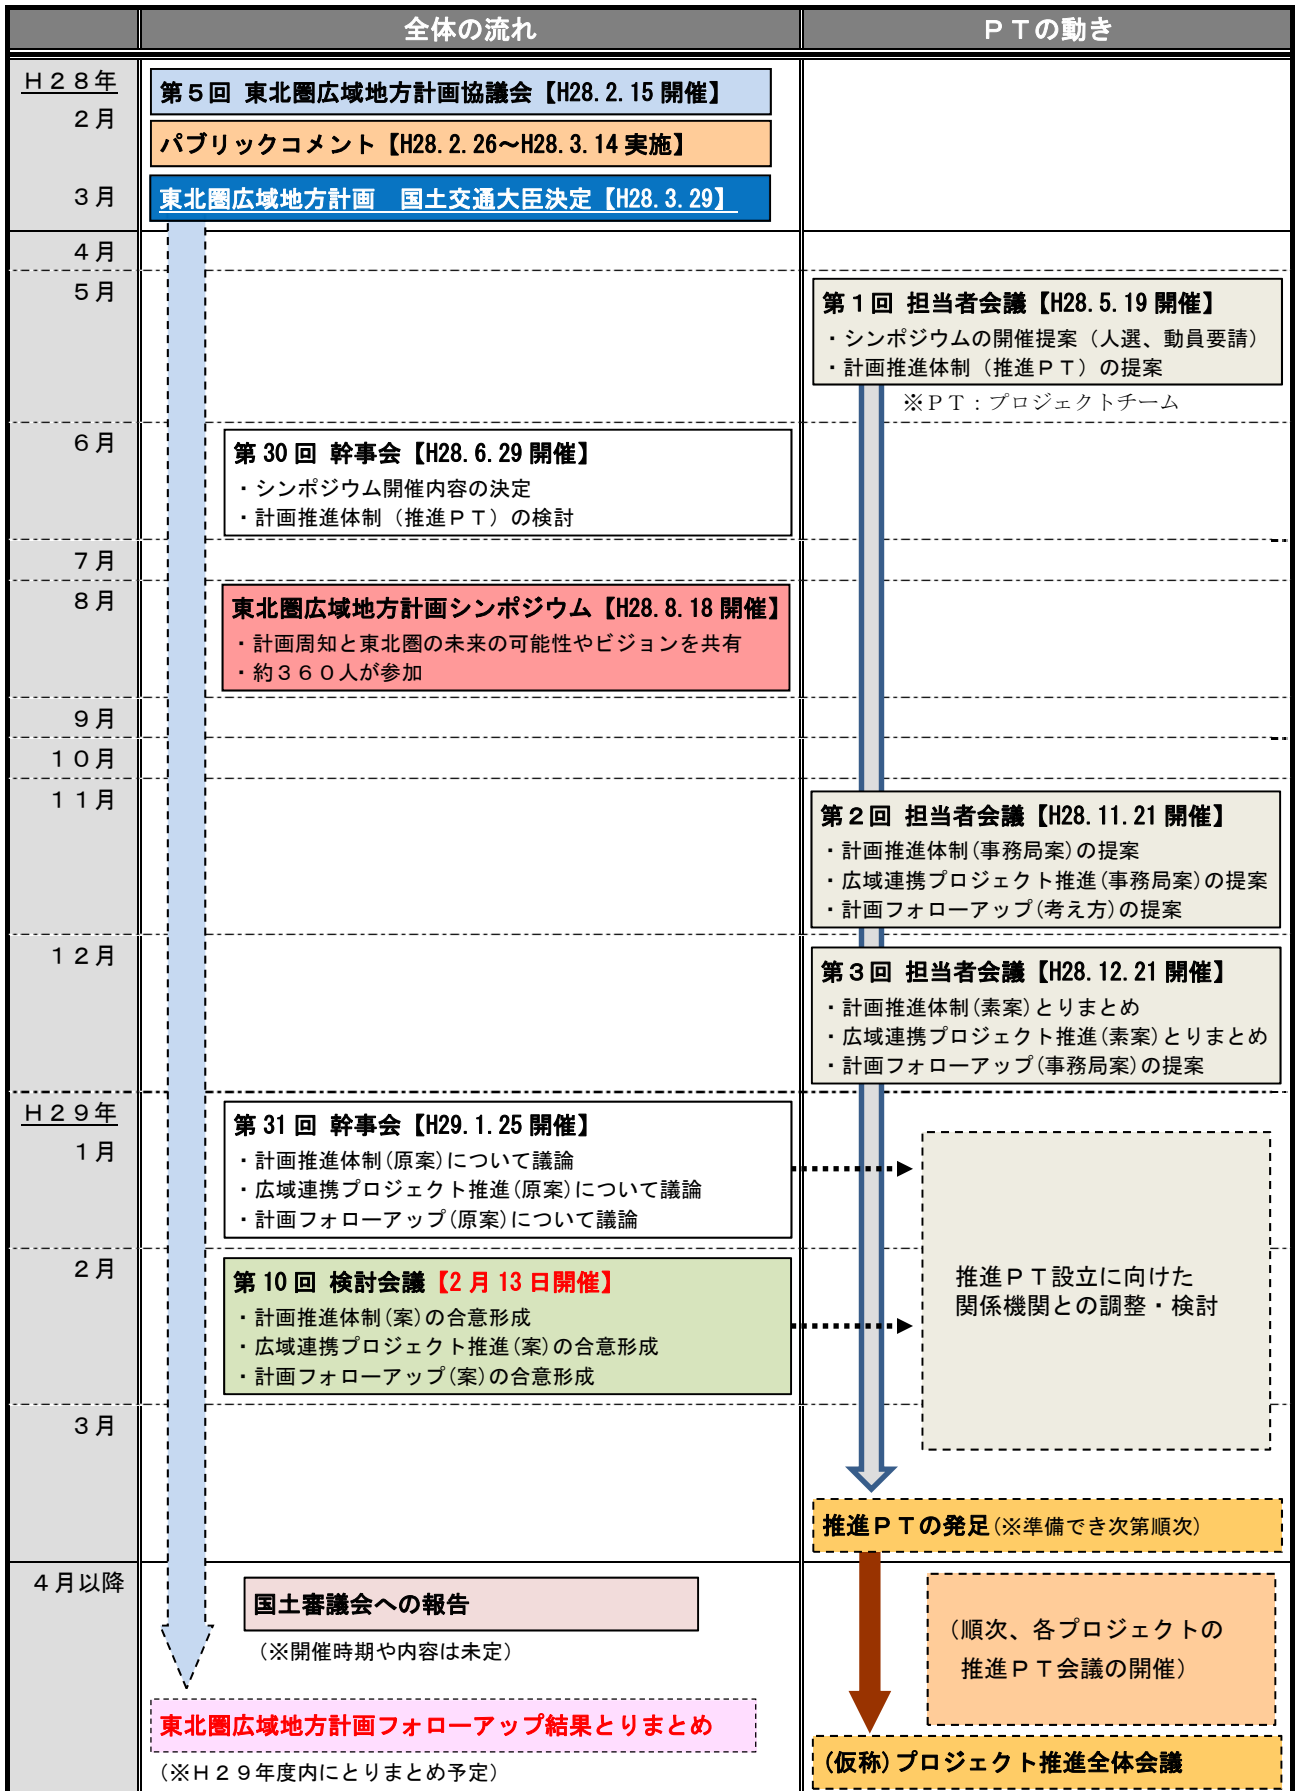 全体の流れ
ＰＴの動き
Ｈ２８年
２月
第５回 東北圏広域地方計画協議会【H28.2.15 開催】
パブリックコメント【H28.2.26～H28.3.14 実施】
３月
東北圏広域地方計画　国土交通大臣決定【H28.3.29】
４月
５月
第１回 担当者会議【H28.5.19 開催】
・シンポジウムの開催提案（人選、動員要請）
・計画推進体制（推進ＰＴ）の提案
※ＰＴ：プロジェクトチーム
６月
第 30 回 幹事会【H28.6.29 開催】
・シンポジウム開催内容の決定
・計画推進体制（推進ＰＴ）の検討
７月
８月
東北圏広域地方計画シンポジウム【H28.8.18 開催】
・計画周知と東北圏の未来の可能性やビジョンを共有
・約３６０人が参加
９月
１０月
１１月
第２回 担当者会議【H28.11.21 開催】
・計画推進体制(事務局案)の提案
・広域連携プロジェクト推進(事務局案)の提案
・計画フォローアップ(考え方)の提案
１２月
第３回 担当者会議【H28.12.21 開催】
・計画推進体制(素案)とりまとめ
・広域連携プロジェクト推進(素案)とりまとめ
・計画フォローアップ(事務局案)の提案
Ｈ２９年
１月
第 31 回 幹事会【H29.1.25 開催】
・計画推進体制(原案)について議論
・広域連携プロジェクト推進(原案)について議論
・計画フォローアップ(原案)について議論
２月
第 10 回 検討会議【2 月 13 日開催】
・計画推進体制(案)の合意形成
・広域連携プロジェクト推進(案)の合意形成
・計画フォローアップ(案)の合意形成
推進ＰＴ設立に向けた
関係機関との調整・検討
３月
推進ＰＴの発足(※準備でき次第順次)
４月以降
国土審議会への報告
(※開催時期や内容は未定)
(順次、各プロジェクトの
推進ＰＴ会議の開催)
東北圏広域地方計画フォローアップ結果とりまとめ
(※Ｈ２９年度内にとりまとめ予定)
(仮称)プロジェクト推進全体会議